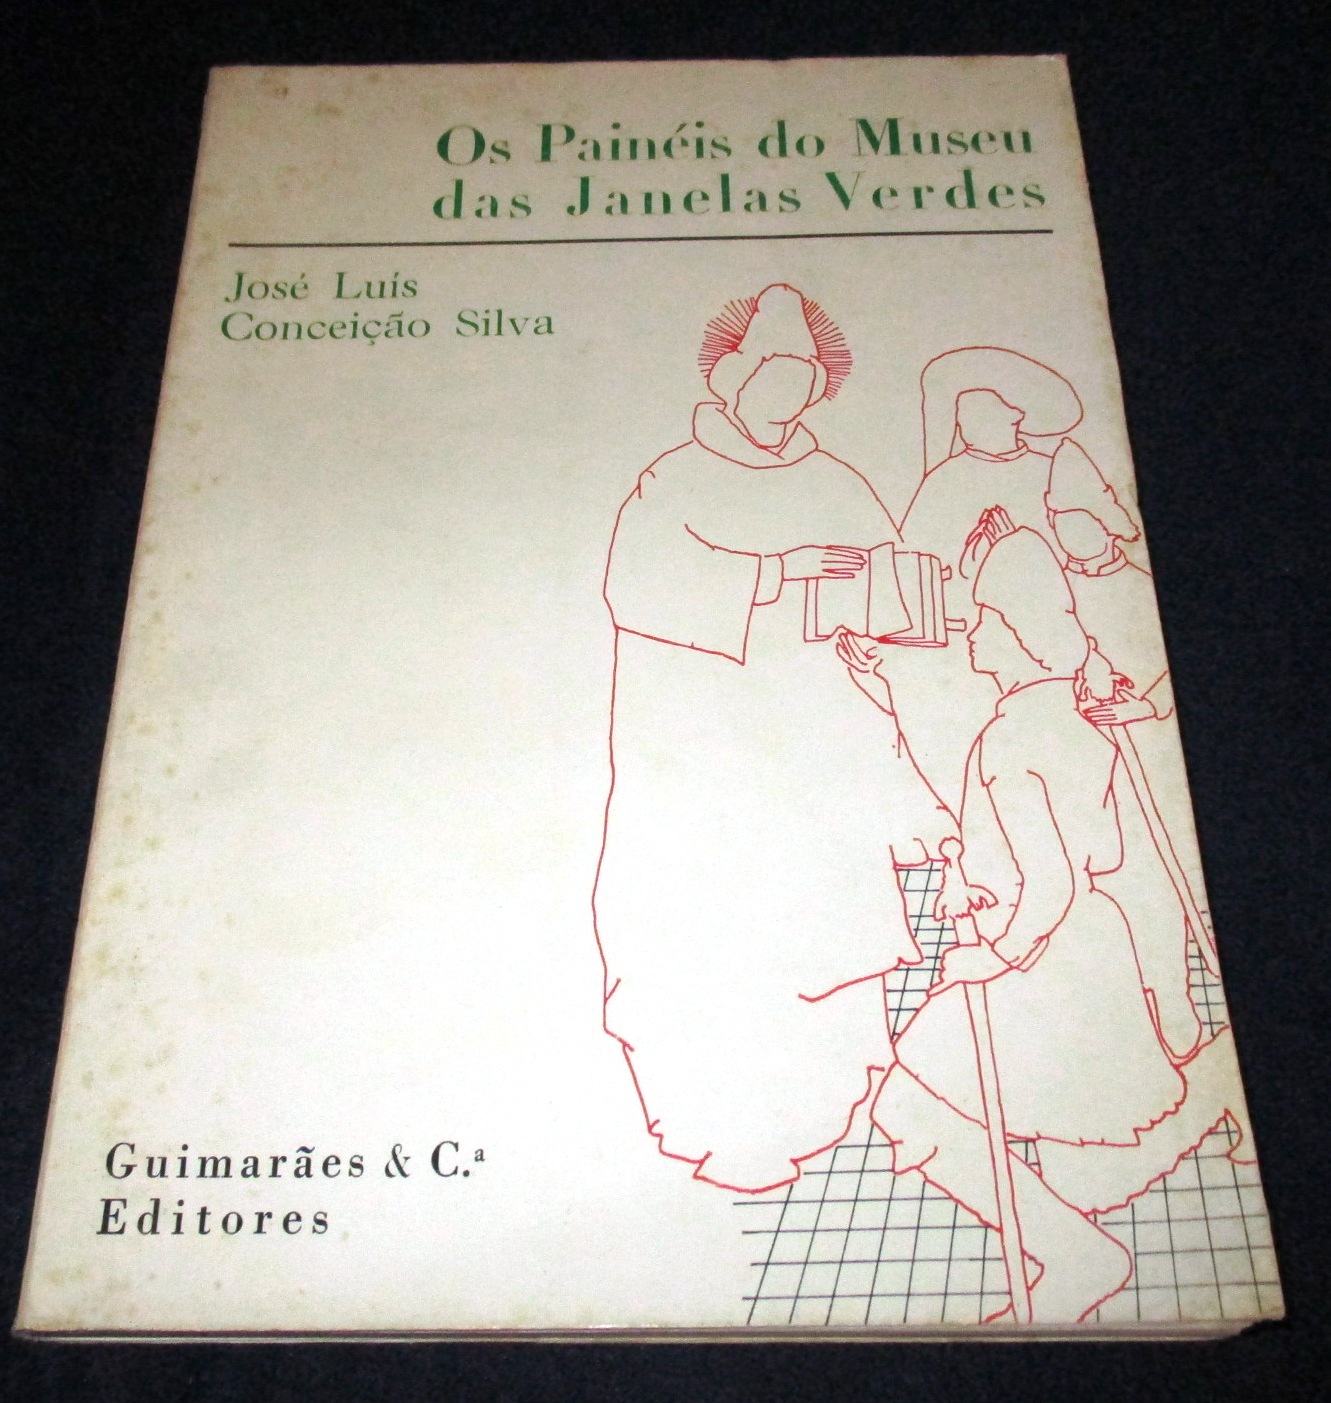 Os Painéis do Museu
das Janelas Verdes
José Luís
Conceição Silva
Guimarães & C.ª
Editores